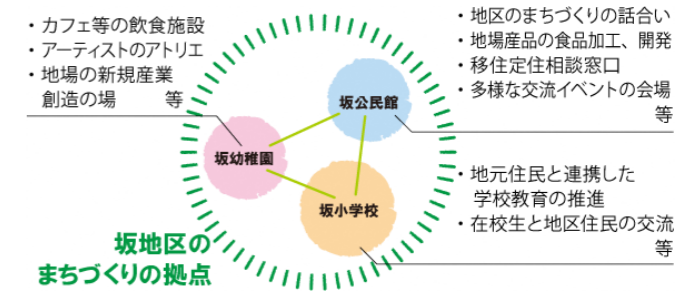 ・カフェ等の飲食施設
・アーティストのアトリエ
・地場の新規産業
創造の場　　等
・地区のまちづくりの話合い
・地場産品の食品加工、開発
・移住定住相談窓口
・多様な交流イベントの会場
等
坂公民館
坂幼稚園
坂小学校
・地元住民と連携した
学校教育の推進
・在校生と地区住民の交流
等
坂地区の
まちづくりの拠点